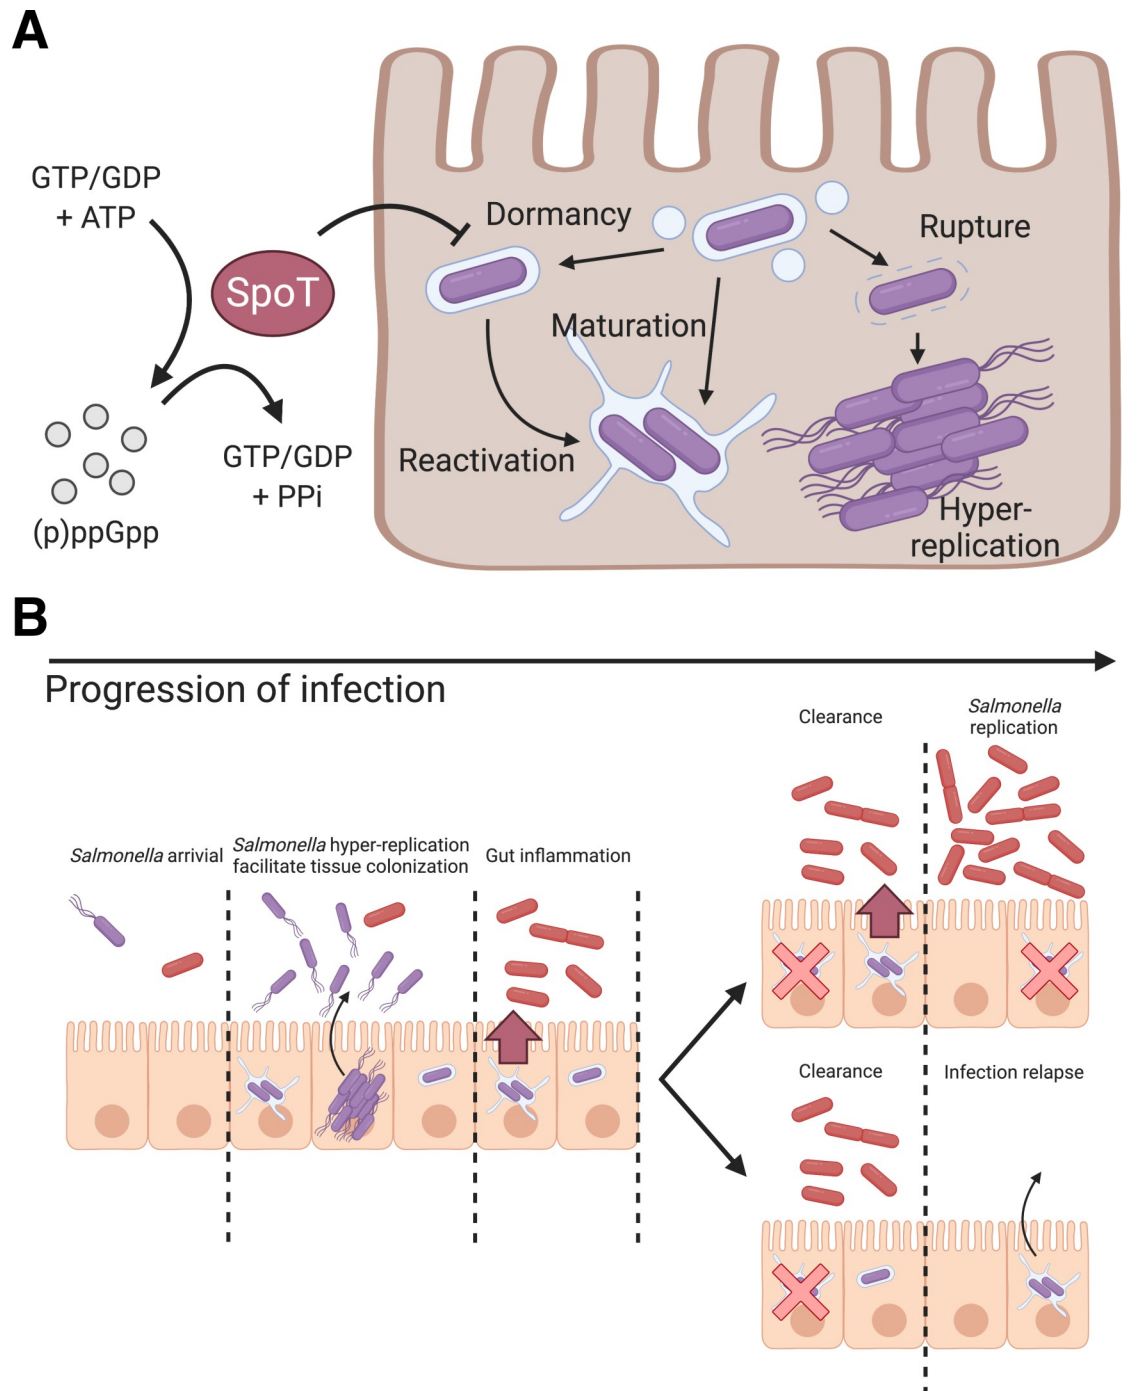 A
GTP/GDP
+ ATP
SpoT
(p)ppGpp
GTP/GDP
+ PPi
Dormancy
Rupture
Maturation
Reactivation
Hyper-
replication
B
Progression of infection
Salmonella arrivial
Salmonella hyper-replication
facilitate tissue colonization
Gut inflammation
Clearance
Salmonella
replication
Clearance
Infection relapse